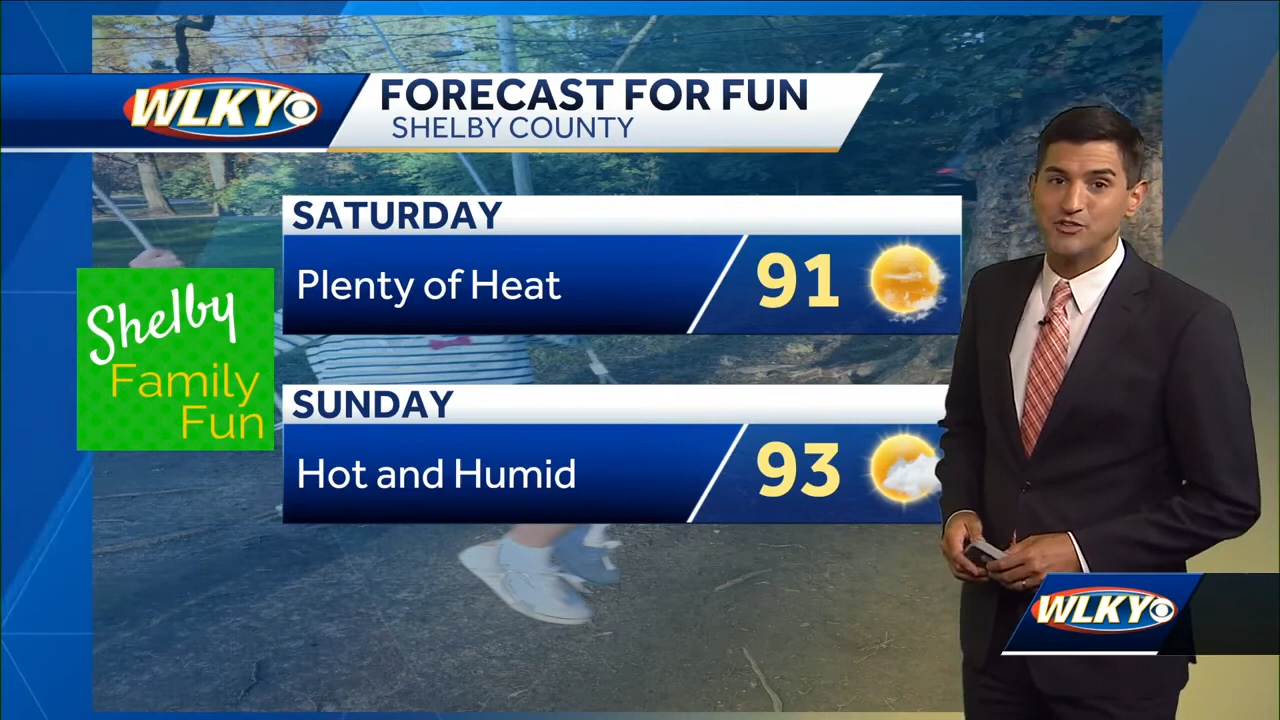 WLKY
FORECAST FOR FUN
SHELBY COUNTY
SATURDAY
Plenty of Heat
91
Shelby
Family
Fun
SUNDAY
Hot and Humid
93
WLKY